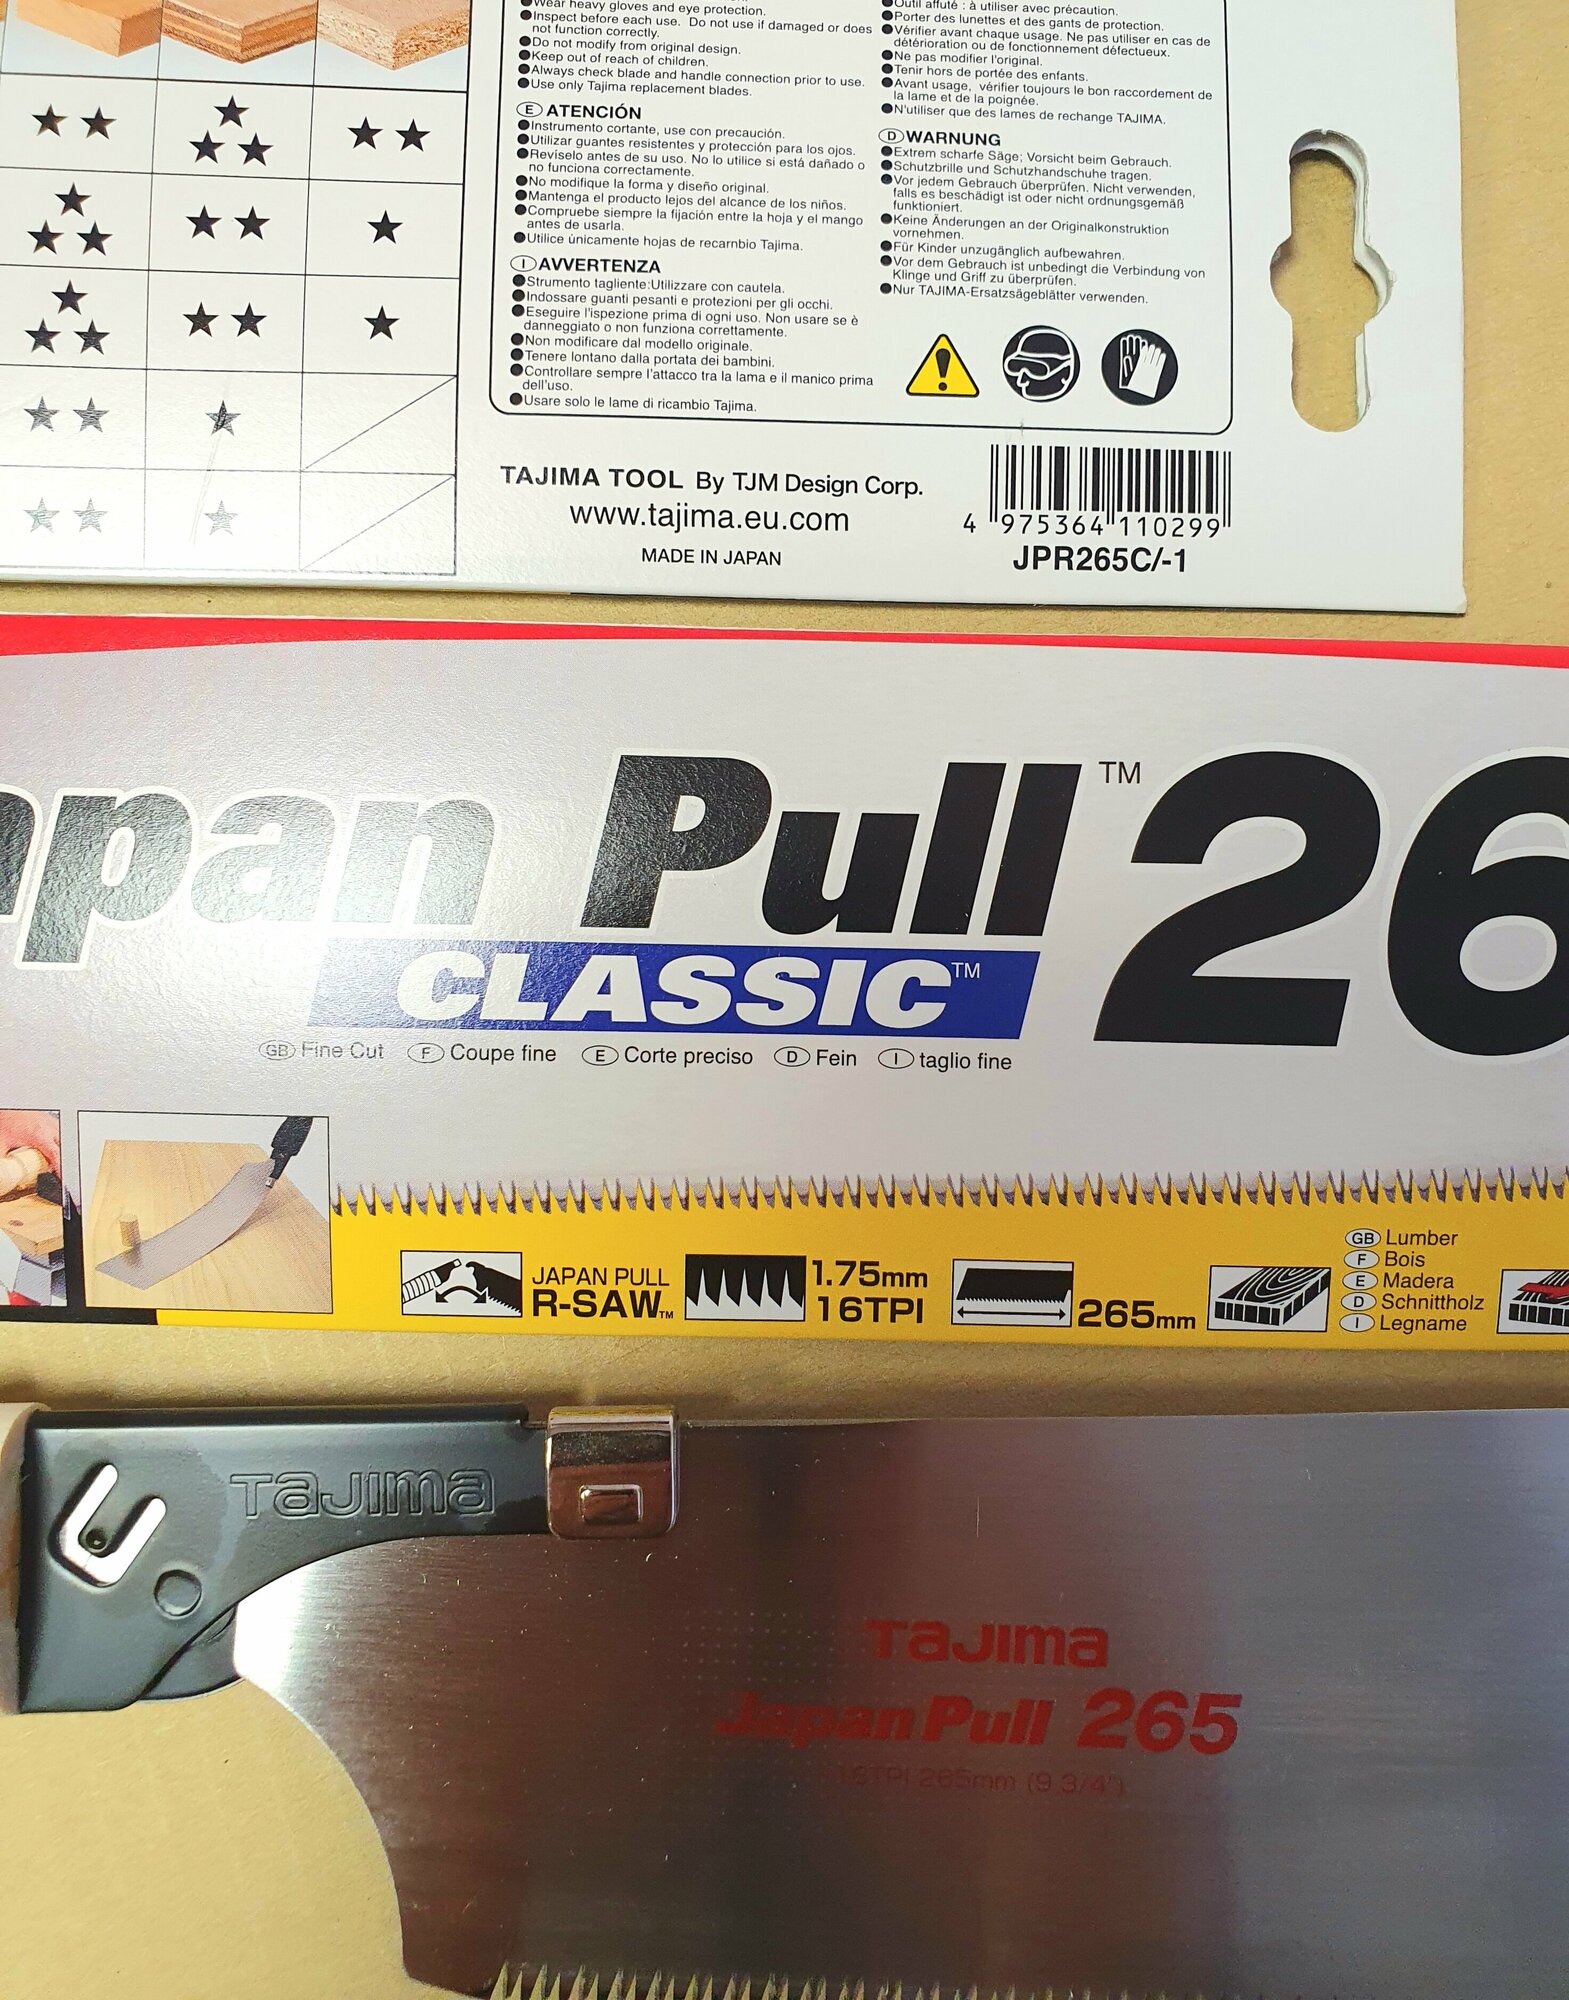 Wear heavy gloves and eye protection.
●Inspect before each use. Do not use if damaged or does
not function correctly.
●Do not modify from original design.
●Keep out of reach of children.
●Always check blade and handle connection prior to use.
●Use only Tajima replacement blades.
E ATENCIÓN
●Instrumento cortante, use con precaución.
●Utilizar guantes resistentes y protección para los ojos.
●Revíselo antes de su uso. No lo utilice si está dañado o
no funciona correctamente.
●No modifique la forma y diseño original.
●Mantenga el producto lejos del alcance de los niños.
●Compruebe siempre la fijación entre la hoja y el mango
antes de usarla.
●Utilice únicamente hojas de recarnbio Tajima.
I AVVERTENZA
●Strumento tagliente:Utilizzare con cautela.
●Indossare guanti pesanti e protezioni per gli occhi.
●Eseguire l'ispezione prima di ogni uso. Non usare se è
danneggiato o non funziona correttamente.
●Non modificare dal modello originale.
●Tenere lontano dalla portata dei bambini.
●Controllare sempre l'attacco tra la lama e il manico prima
dell'uso.
●Usare solo le lame di ricambio Tajima.
●Outil affuté : à utiliser avec précaution.
●Porter des lunettes et des gants de protection.
●Vérifier avant chaque usage. Ne pas utiliser en cas de
détérioration ou de fonctionnement défectueux.
●Ne pas modifier l'original.
●Tenir hors de portée des enfants.
●Avant usage, vérifier toujours le bon raccordement de
la lame et de la poignée.
●N'utiliser que des lames de rechange TAJIMA.
D WARNUNG
●Extrem scharfe Säge; Vorsicht beim Gebrauch.
●Schutzbrille und Schutzhandschuhe tragen.
●Vor jedem Gebrauch überprüfen. Nicht verwenden,
falls es beschädigt ist oder nicht ordnungsgemäß
funktioniert.
●Keine Änderungen an der Originalkonstruktion
vornehmen.
●Für Kinder unzugänglich aufbewahren.
●Vor dem Gebrauch ist unbedingt die Verbindung von
Klinge und Griff zu überprüfen.
●Nur TAJIMA-Ersatzsägeblätter verwenden.
TAJIMA TOOL By TJM Design Corp.
www.tajima.eu.com
MADE IN JAPAN
4 975364 110299
JPR265C/-1
apan Pull™ 26
CLASSIC™
GB Fine Cut F Coupe fine E Corte preciso D Fein I taglio fine
JAPAN PULL
R-SAW™
1.75mm
16TPI
265mm
GB Lumber
F Bois
E Madera
D Schnittholz
I Legname
TAJIMA
TAJIMA
Japan Pull 265
16TPI 265mm (9 3/4")